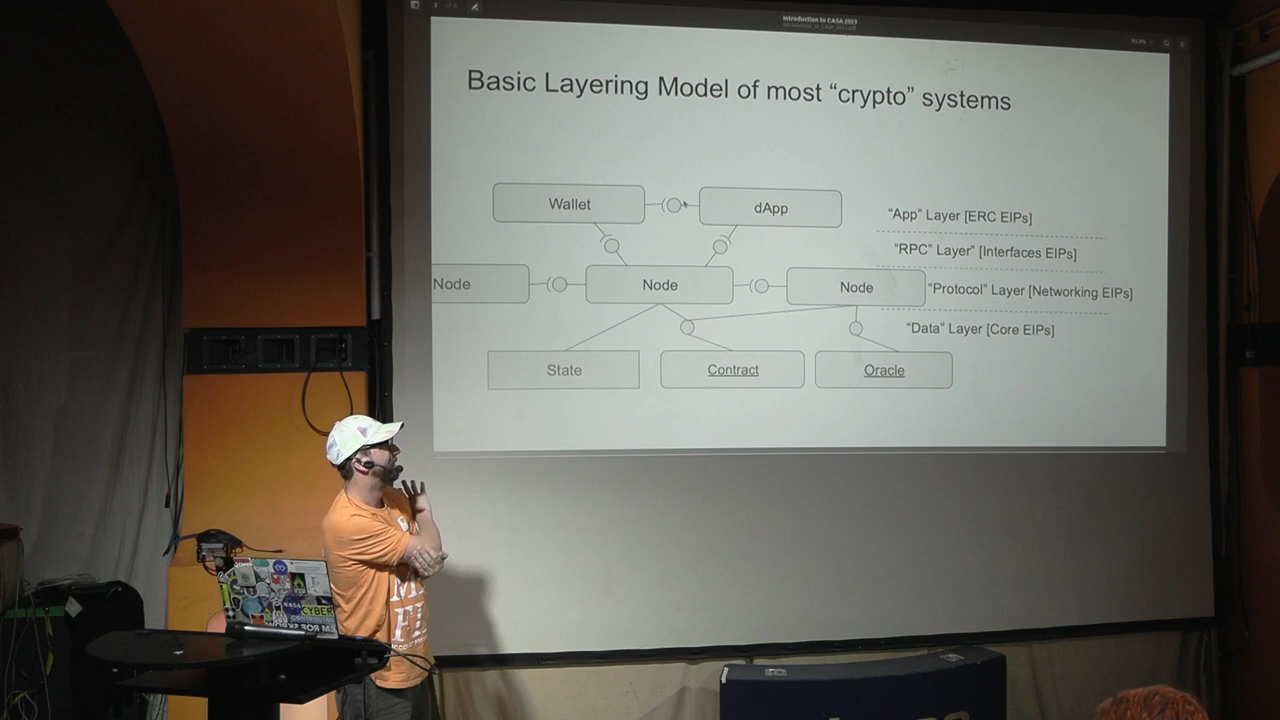 Introduction to CASA 2023
Basic Layering Model of most “crypto” systems
Wallet
dApp
“App” Layer [ERC EIPs]
“RPC” Layer” [Interfaces EIPs]
Node
Node
Node
“Protocol” Layer [Networking EIPs]
“Data” Layer [Core EIPs]
State
Contract
Oracle
CYBER